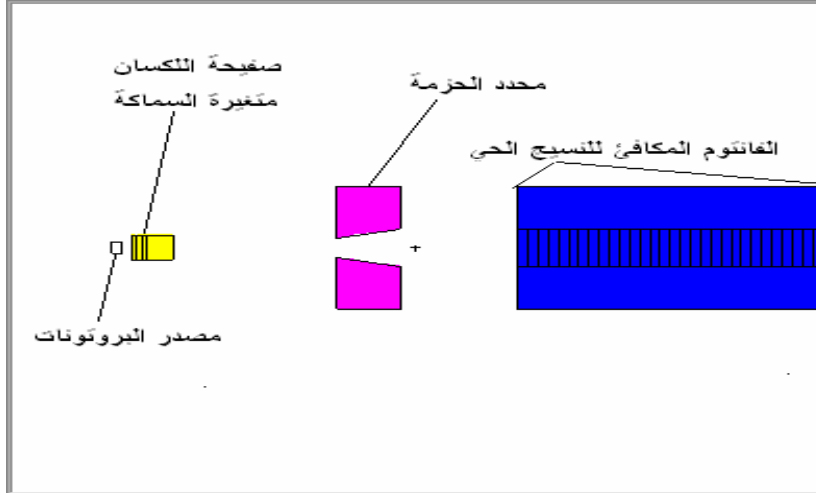 صفيحة اللكسان
متغيرة السماكة
محدد الحزمة
الفانتوم المكافئ للنسيج الحي
مصدر البروتونات